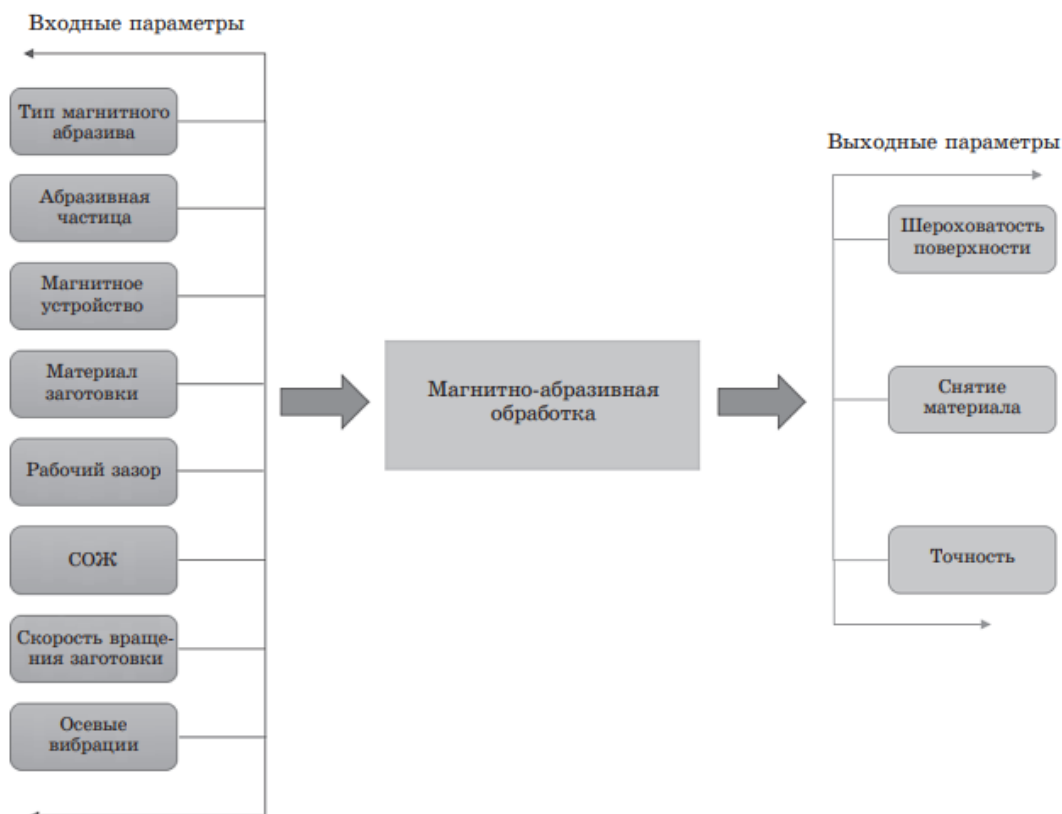 Входные параметры
Тип магнитного
абразива
Абразивная
частица
Магнитное
устройство
Материал
заготовки
Рабочий зазор
СОЖ
Скорость враще-
ния заготовки
Осевые
вибрации
Магнитно-абразивная
обработка
Выходные параметры
Шероховатость
поверхности
Снятие
материала
Точность